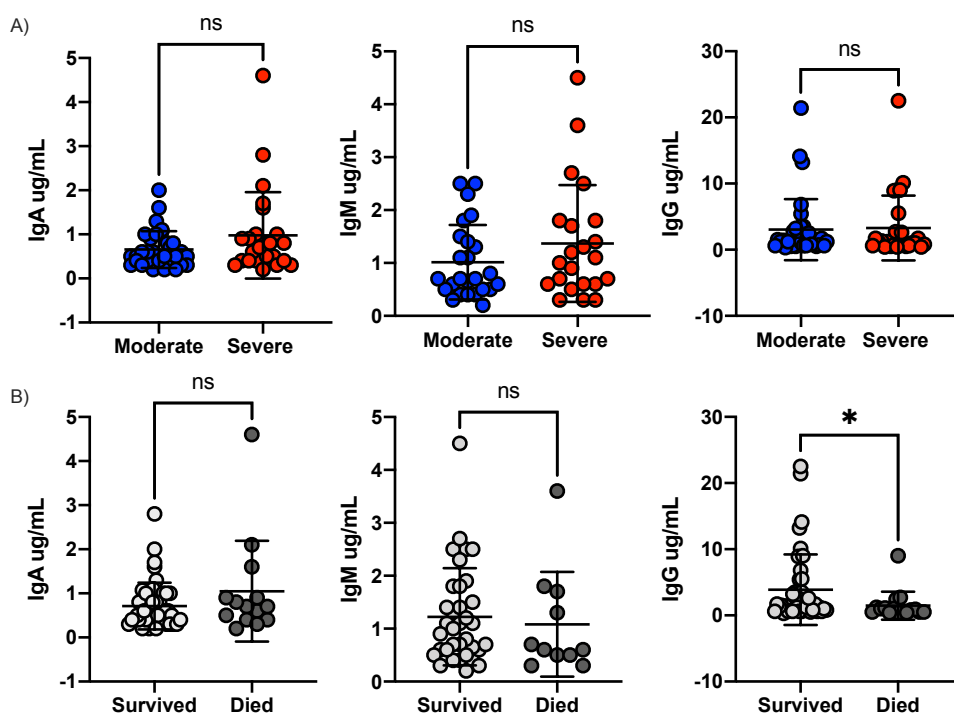 A)
ns
IgA ug/mL
5
4
3
2
1
0
-1
Moderate Severe
ns
IgM ug/mL
5
4
3
2
1
0
Moderate Severe
ns
IgG ug/mL
30
20
10
0
-10
Moderate Severe
B)
ns
IgA ug/mL
5
4
3
2
1
0
-1
Survived Died
ns
IgM ug/mL
5
4
3
2
1
0
Survived Died
*
IgG ug/mL
30
20
10
0
-10
Survived Died